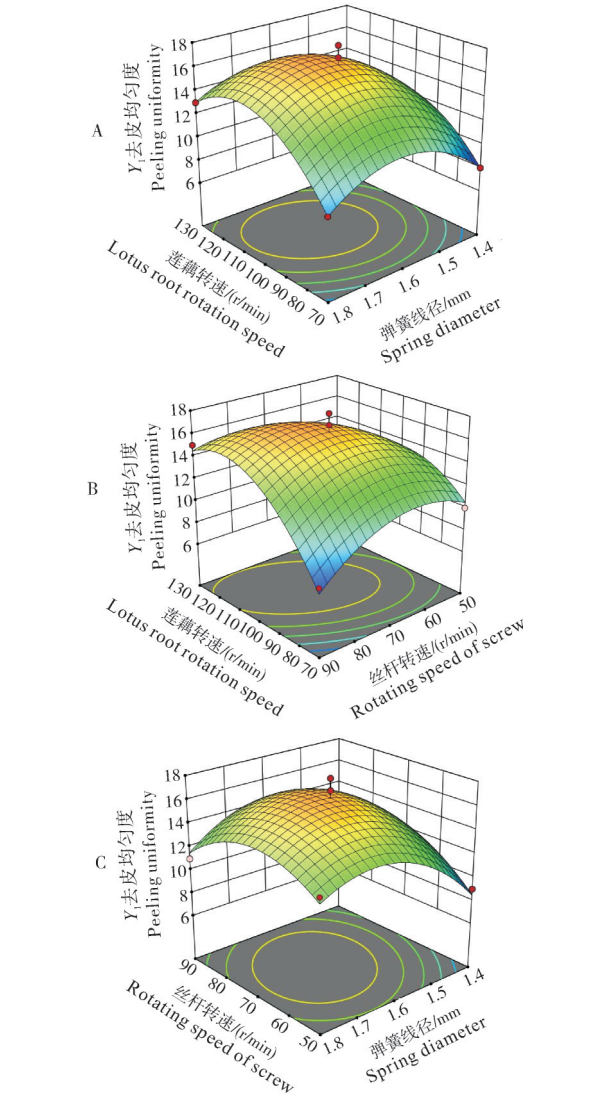 A
Y₁去皮均匀度
Peeling uniformity
18
16
14
12
10
8
6
130 120 110 100 90 80 70
莲藕转速/(r/min)
Lotus root rotation speed
1.8 1.7 1.6 1.5 1.4
弹簧线径/mm
Spring diameter
B
Y₁去皮均匀度
Peeling uniformity
18
16
14
12
10
8
6
130 120 110 100 90 80 70
莲藕转速/(r/min)
Lotus root rotation speed
90 80 70 60 50
丝杆转速/(r/min)
Rotating speed of screw
C
Y₁去皮均匀度
Peeling uniformity
18
16
14
12
10
8
6
90 80 70 60 50
丝杆转速/(r/min)
Rotating speed of screw
1.8 1.7 1.6 1.5 1.4
弹簧线径/mm
Spring diameter